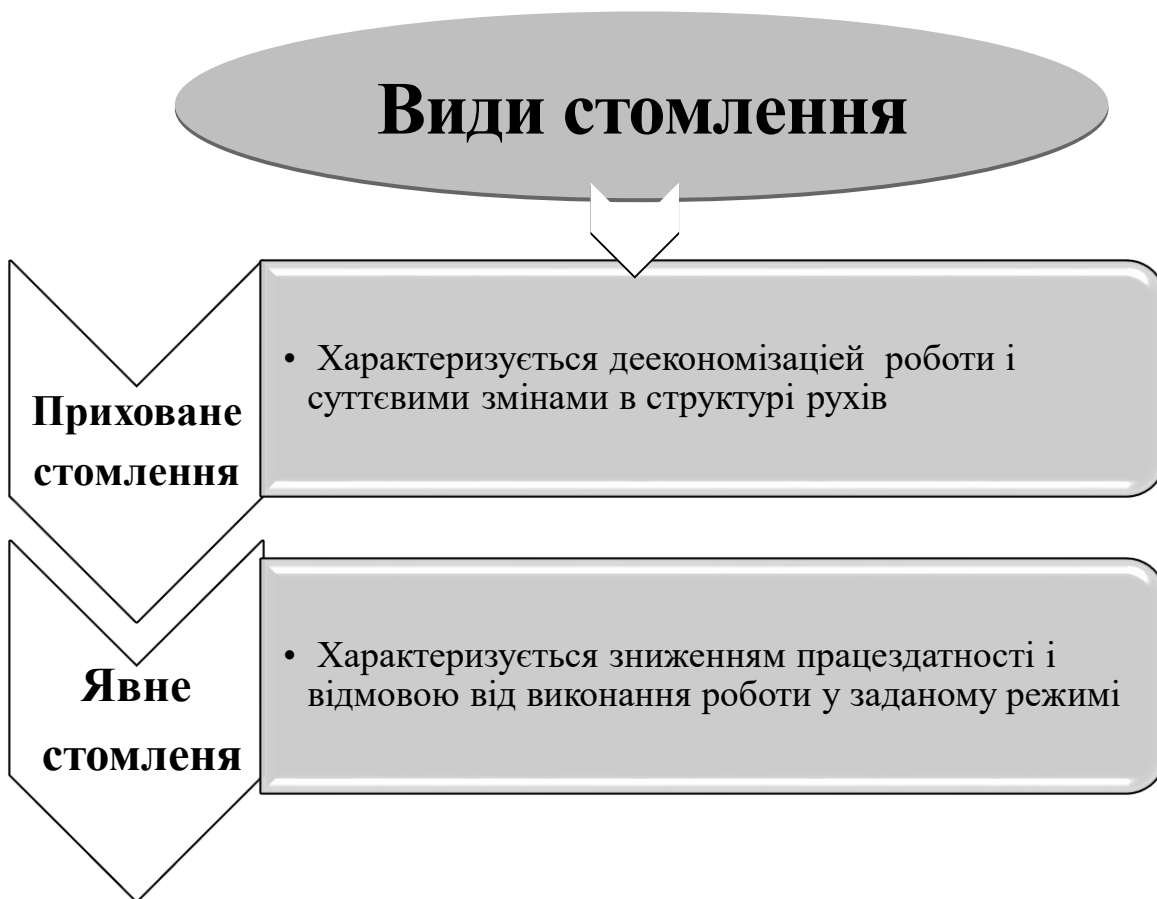 Види стомлення
Приховане
стомлення
• Характеризується деекономізацією роботи і
суттєвими змінами в структурі рухів
Явне
стомленя
• Характеризується зниженням працездатності і
відмовою від виконання роботи у заданому режимі